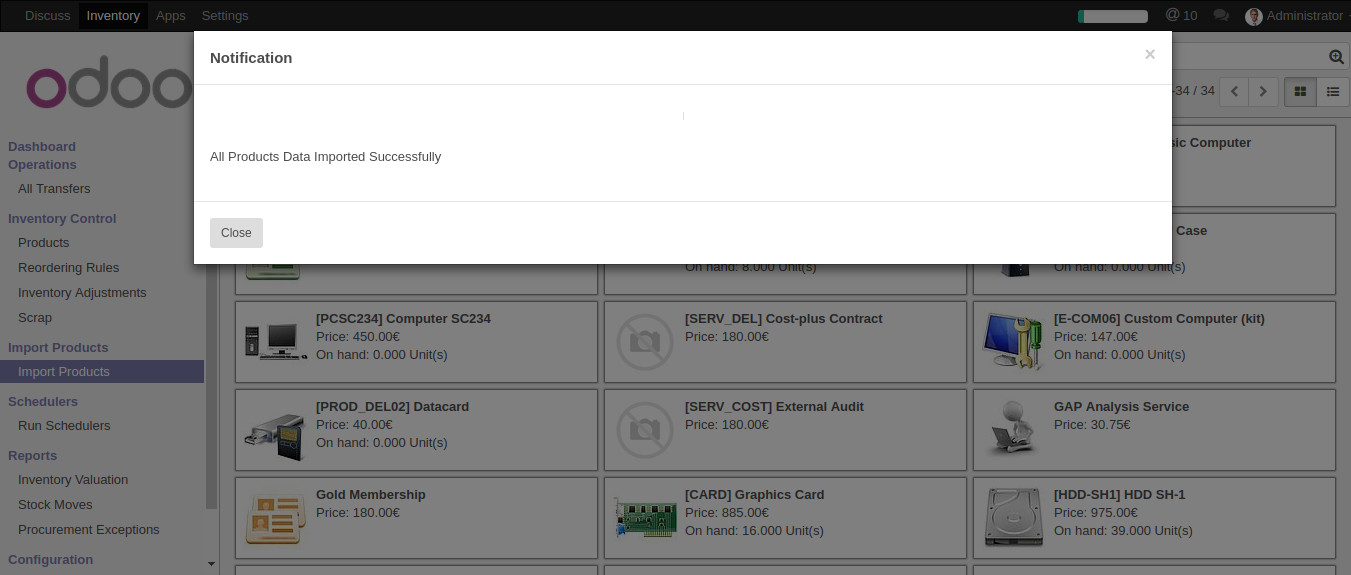 Discuss Inventory Apps Settings @ 10 Administrator
odoo
Notification ×
-34 / 34
All Products Data Imported Successfully
Close
Dashboard
Operations
All Transfers
Inventory Control
Products
Reordering Rules
Inventory Adjustments
Scrap
Import Products
Import Products
Schedulers
Run Schedulers
Reports
Inventory Valuation
Stock Moves
Procurement Exceptions
Configuration
Computer
Case
On hand: 8.000 Unit(s)
On hand: 0.000 Unit(s)
[PCSC234] Computer SC234
Price: 450.00€
On hand: 0.000 Unit(s)
[SERV_DEL] Cost-plus Contract
Price: 180.00€
[E-COM06] Custom Computer (kit)
Price: 147.00€
On hand: 0.000 Unit(s)
[PROD_DEL02] Datacard
Price: 40.00€
On hand: 0.000 Unit(s)
[SERV_COST] External Audit
Price: 180.00€
GAP Analysis Service
Price: 30.75€
Gold Membership
Price: 180.00€
[CARD] Graphics Card
Price: 885.00€
On hand: 16.000 Unit(s)
[HDD-SH1] HDD SH-1
Price: 975.00€
On hand: 39.000 Unit(s)